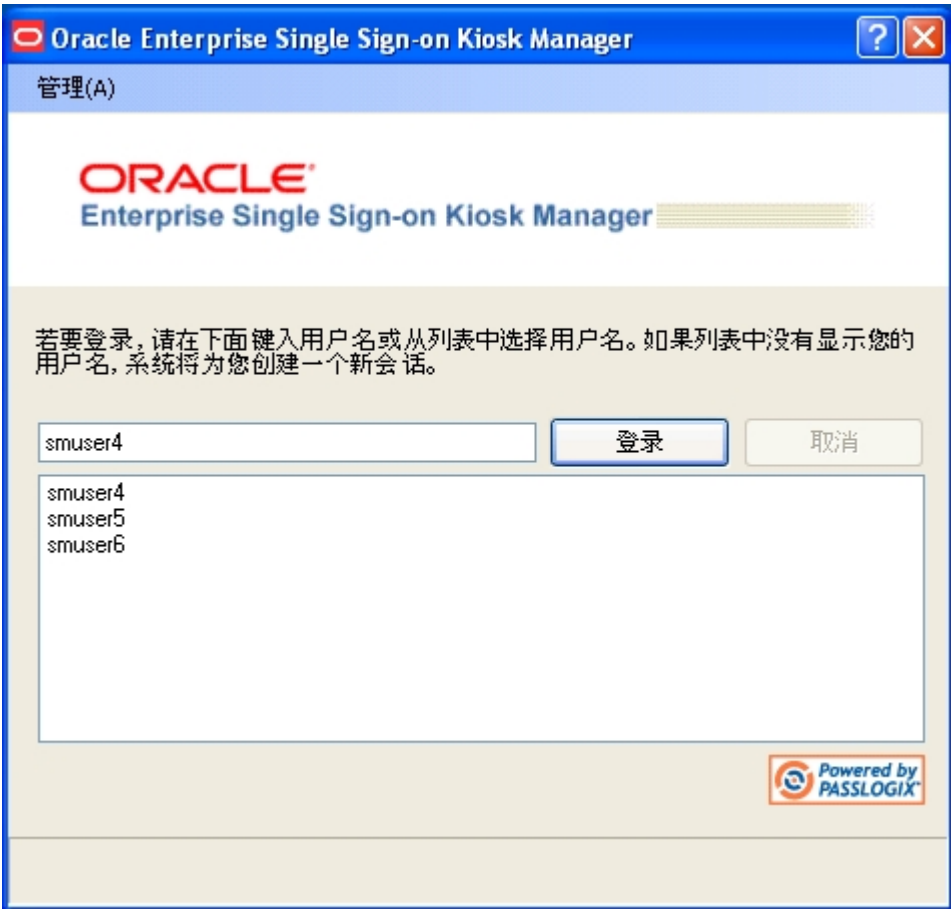 Oracle Enterprise Single Sign-on Kiosk Manager
管理(A)
ORACLE
Enterprise Single Sign-on Kiosk Manager
若要登录,请在下面键入用户名或从列表中选择用户名。如果列表中没有显示您的
用户名,系统将为您创建一个新会话。
smuser4 登录 取消
smuser4
smuser5
smuser6
Powered by
PASSLOGIX